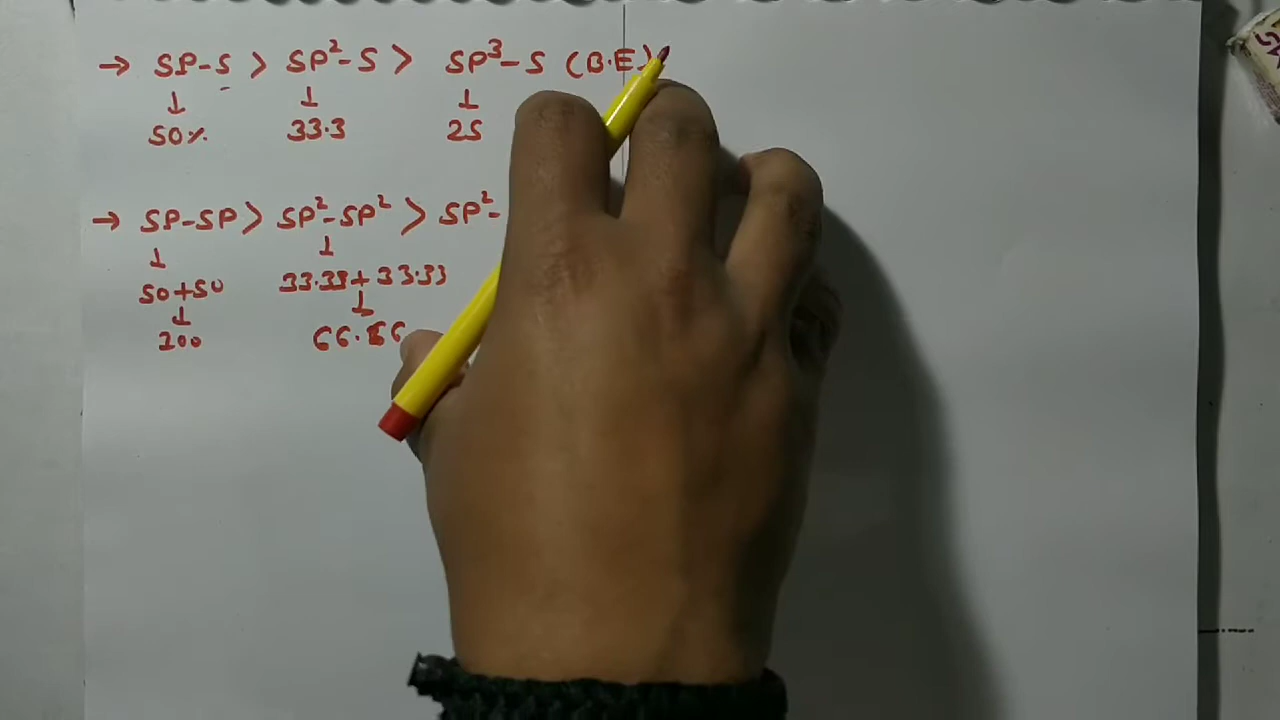 → SP-S > SP²-S > SP³-S (B.E)
↓ ↓ ↓
50% 33.3 25
→ SP-SP > SP²-SP² > SP²-
↓ ↓
50+50 33.33+33.33
↓ ↓
200 66.66